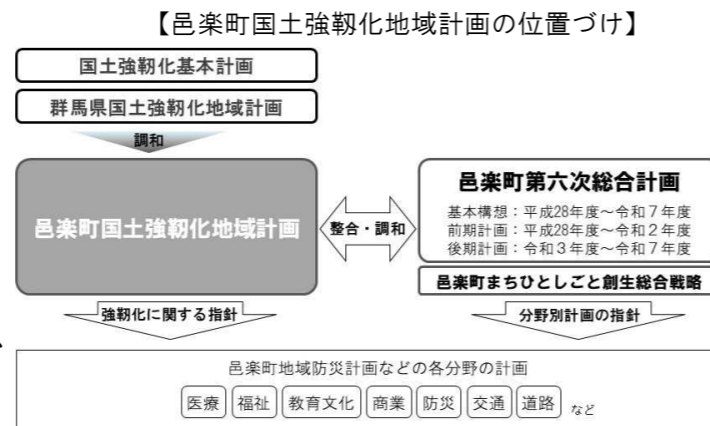 【邑楽町国土強靱化地域計画の位置づけ】
国土強靱化基本計画
群馬県国土強靱化地域計画
調和
邑楽町国土強靱化地域計画
整合・調和
邑楽町第六次総合計画
基本構想：平成28年度～令和７年度
前期計画：平成28年度～令和２年度
後期計画：令和３年度～令和７年度
邑楽町まちひとしごと創生総合戦略
強靱化に関する指針
分野別計画の指針
邑楽町地域防災計画などの各分野の計画
医療 福祉 教育文化 商業 防災 交通 道路 など